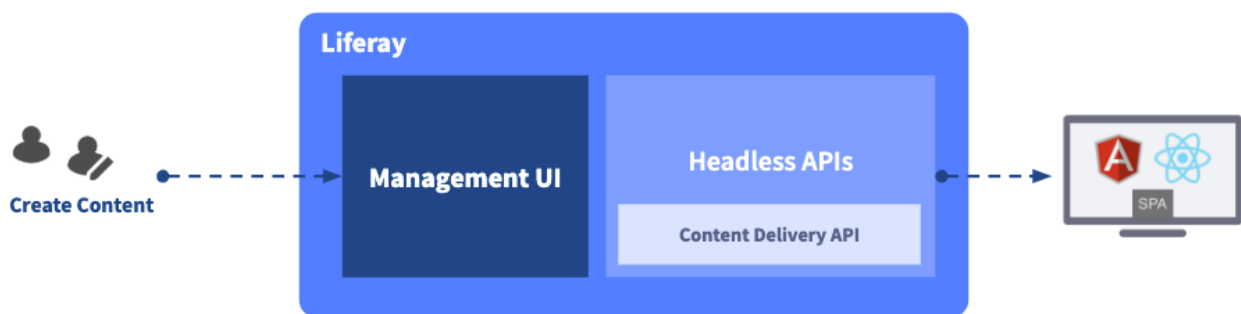 Liferay
Create Content
Management UI
Headless APIs
Content Delivery API
A
SPA